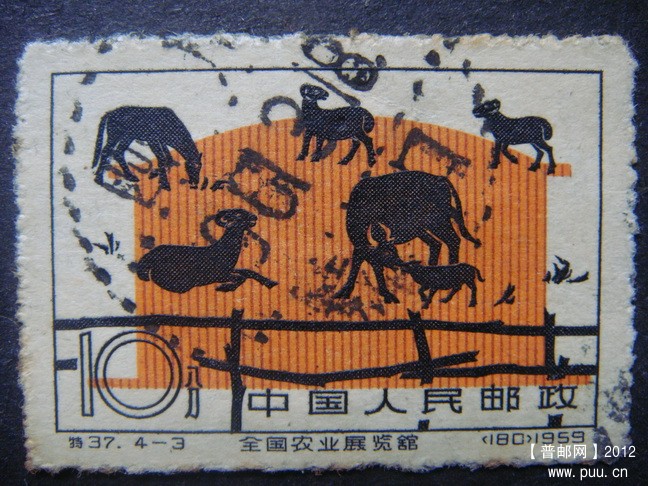 10分 中国人民邮政
特37.4-3 全国农业展览館 (180)1959
【普邮网】2012
www.puu.cn